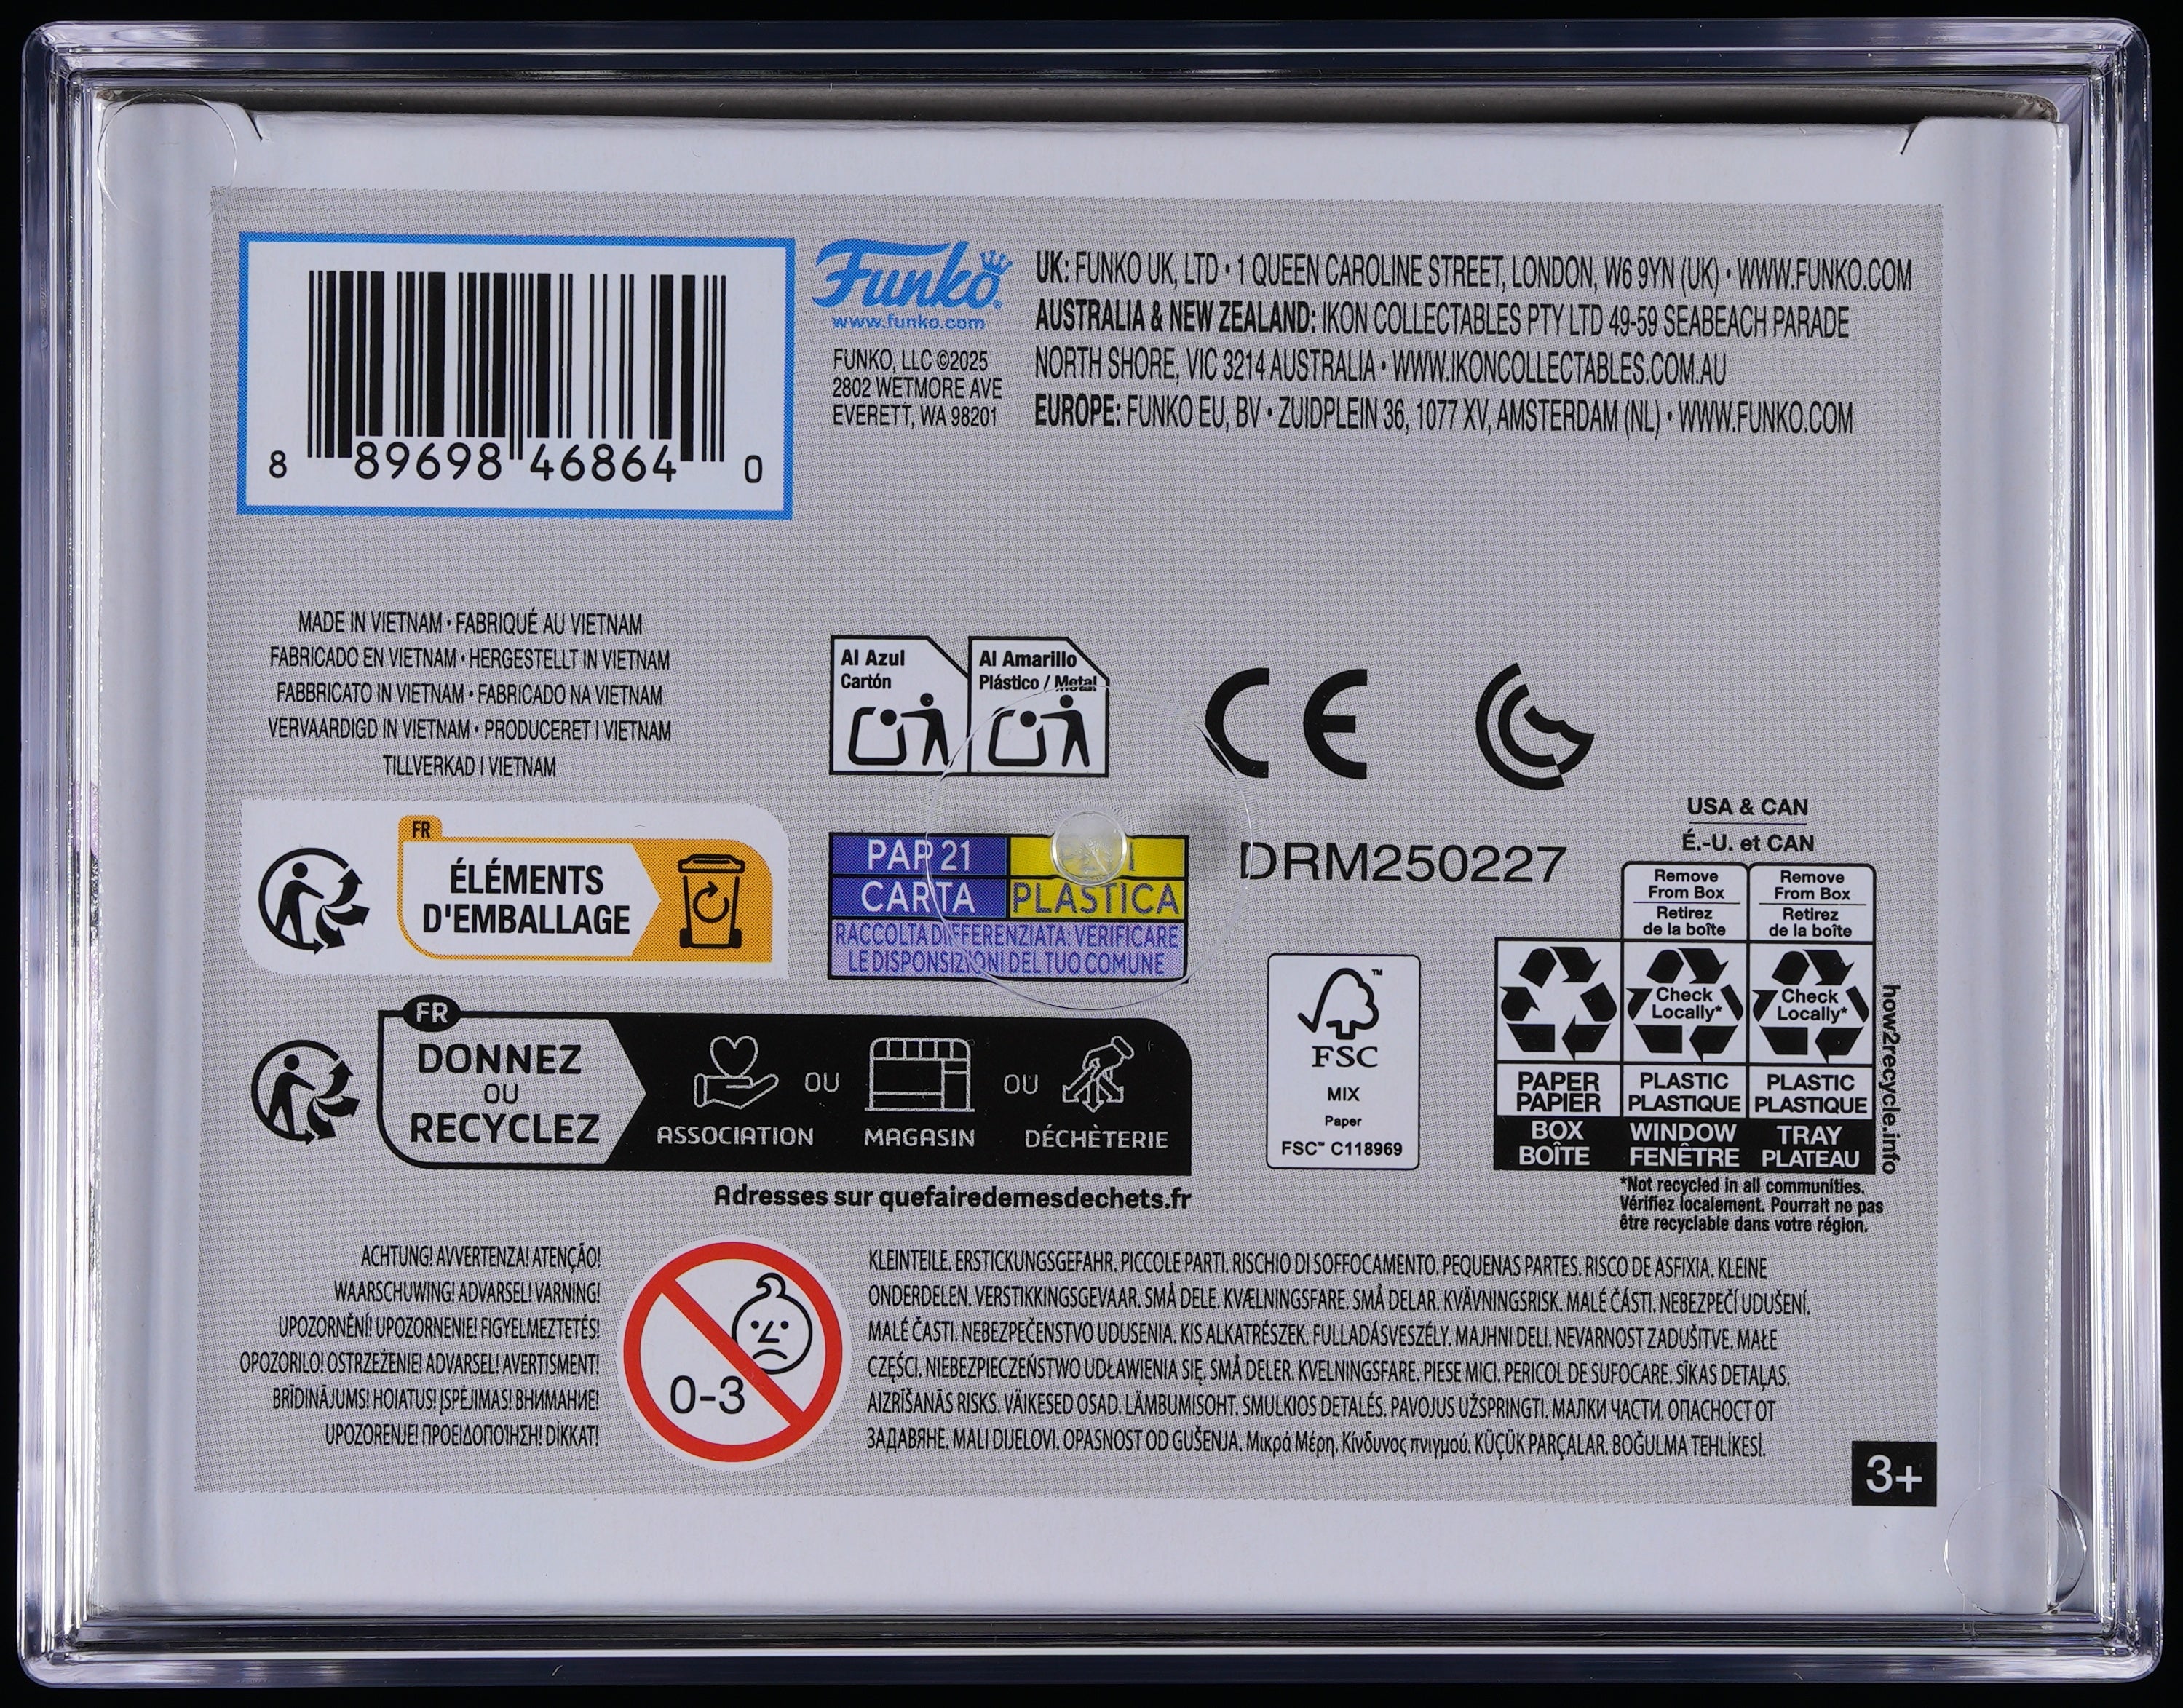 8 89698 46864 0
Funko
www.funko.com
FUNKO, LLC ©2025
2802 WETMORE AVE
EVERETT, WA 98201
UK: FUNKO UK, LTD • 1 QUEEN CAROLINE STREET, LONDON, W6 9YN (UK) • WWW.FUNKO.COM
AUSTRALIA & NEW ZEALAND: IKON COLLECTABLES PTY LTD 49-59 SEABEACH PARADE
NORTH SHORE, VIC 3214 AUSTRALIA • WWW.IKONCOLLECTABLES.COM.AU
EUROPE: FUNKO EU, BV • ZUIDPLEIN 36, 1077 XV, AMSTERDAM (NL) • WWW.FUNKO.COM
MADE IN VIETNAM • FABRIQUÉ AU VIETNAM
FABRICADO EN VIETNAM • HERGESTELLT IN VIETNAM
FABBRICATO IN VIETNAM • FABRICADO NA VIETNAM
VERVAARDIGD IN VIETNAM • PRODUCERET I VIETNAM
TILLVERKAD I VIETNAM
Al Azul
Cartón
Al Amarillo
Plástico / Metal
CE
FR
ÉLÉMENTS
D'EMBALLAGE
PAP 21
CARTA
PLASTICA
RACCOLTA DIFFERENZIATA: VERIFICARE
LE DISPONSIZIONI DEL TUO COMUNE
DRM250227
USA & CAN
É.-U. et CAN
Remove
From Box
Retirez
de la boîte
Remove
From Box
Retirez
de la boîte
Check
Locally*
Check
Locally*
PAPER
PAPIER
PLASTIC
PLASTIQUE
PLASTIC
PLASTIQUE
BOX
BOÎTE
WINDOW
FENÊTRE
TRAY
PLATEAU
how2recycle.info
*Not recycled in all communities.
Vérifiez localement. Pourrait ne pas
être recyclable dans votre région.
FSC™
MIX
Paper
FSC™ C118969
FR
DONNEZ
OU
RECYCLEZ
ASSOCIATION
OU
MAGASIN
OU
DÉCHÈTERIE
Adresses sur quefairedemesdechets.fr
ACHTUNG! AVVERTENZA! ATENÇÃO!
WAARSCHUWING! ADVARSEL! VARNING!
UPOZORNĚNÍ! UPOZORNENIE! FIGYELMEZTETÉS!
OPOZORILO! OSTRZEŻENIE! ADVARSEL! AVERTISMENT!
BRĪDINĀJUMS! HOIATUS! ĮSPĖJIMAS! ВНИМАНИЕ!
UPOZORENJE! ΠΡΟΕΙΔΟΠΟΊΗΣΗ! DİKKAT!
0-3
KLEINTEILE. ERSTICKUNGSGEFAHR. PICCOLE PARTI. RISCHIO DI SOFFOCAMENTO. PEQUENAS PARTES. RISCO DE ASFIXIA. KLEINE
ONDERDELEN. VERSTIKKINGSGEVAAR. SMÅ DELE. KVÆLNINGSFARE. SMÅ DELAR. KVÄVNINGSRISK. MALÉ ČÁSTI. NEBEZPEČÍ UDUŠENÍ.
MALÉ ČASTI. NEBEZPEČENSTVO UDUSENIA. KIS ALKATRÉSZEK. FULLADÁSVESZÉLY. MAJHNI DELI. NEVARNOST ZADUŠITVE. MAŁE
CZĘŚCI. NIEBEZPIECZEŃSTWO UDŁAWIENIA SIĘ. SMÅ DELER. KVELNINGSFARE. PIESE MICI. PERICOL DE SUFOCARE. SĪKAS DETAĻAS.
AIZRĪŠANĀS RISKS. VÄIKESED OSAD. LÄMBUMISOHT. SMULKIOS DETALĖS. PAVOJUS UŽSPRINGTI. МАЛКИ ЧАСТИ. ОПАСНОСТ ОТ
ЗАДАВЯНЕ. MALI DIJELOVI. OPASNOST OD GUŠENJA. Μικρά Μέρη. Κίνδυνος πνιγμού. KÜÇÜK PARÇALAR. BOĞULMA TEHLİKESİ.
3+